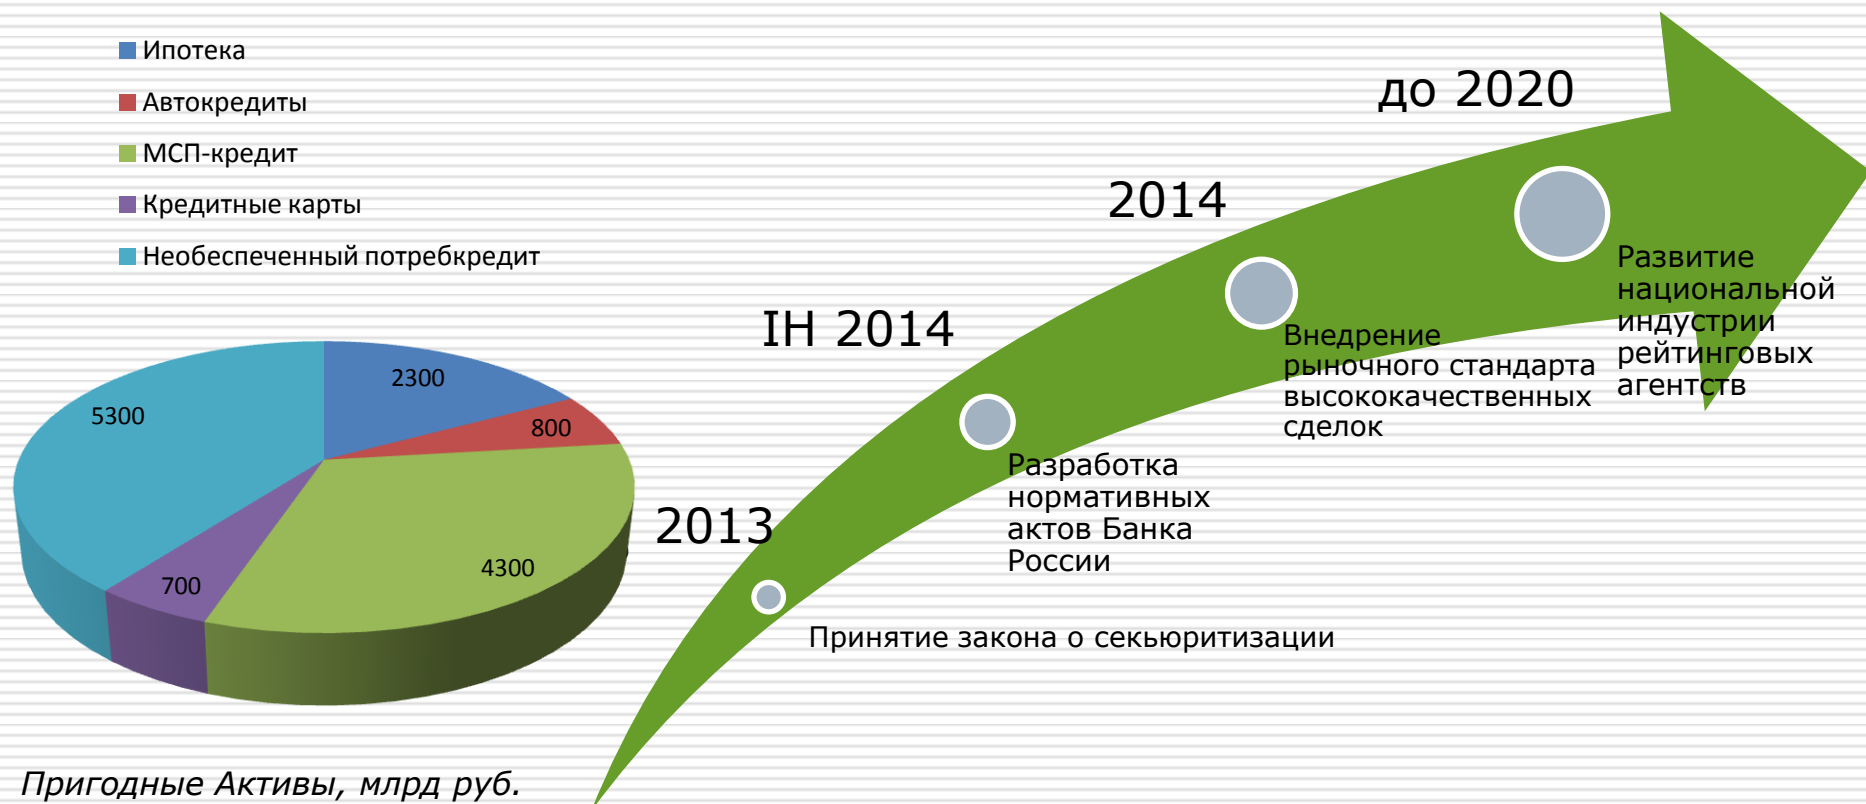 Ипотека
Автокредиты
МСП-кредит
Кредитные карты
Необеспеченный потребкредит
2300
800
4300
700
5300
Пригодные Активы, млрд руб.
2013
Принятие закона о секьюритизации
IH 2014
Разработка
нормативных
актов Банка
России
2014
Внедрение
рыночного стандарта
высококачественных
сделок
до 2020
Развитие
национальной
индустрии
рейтинговых
агентств